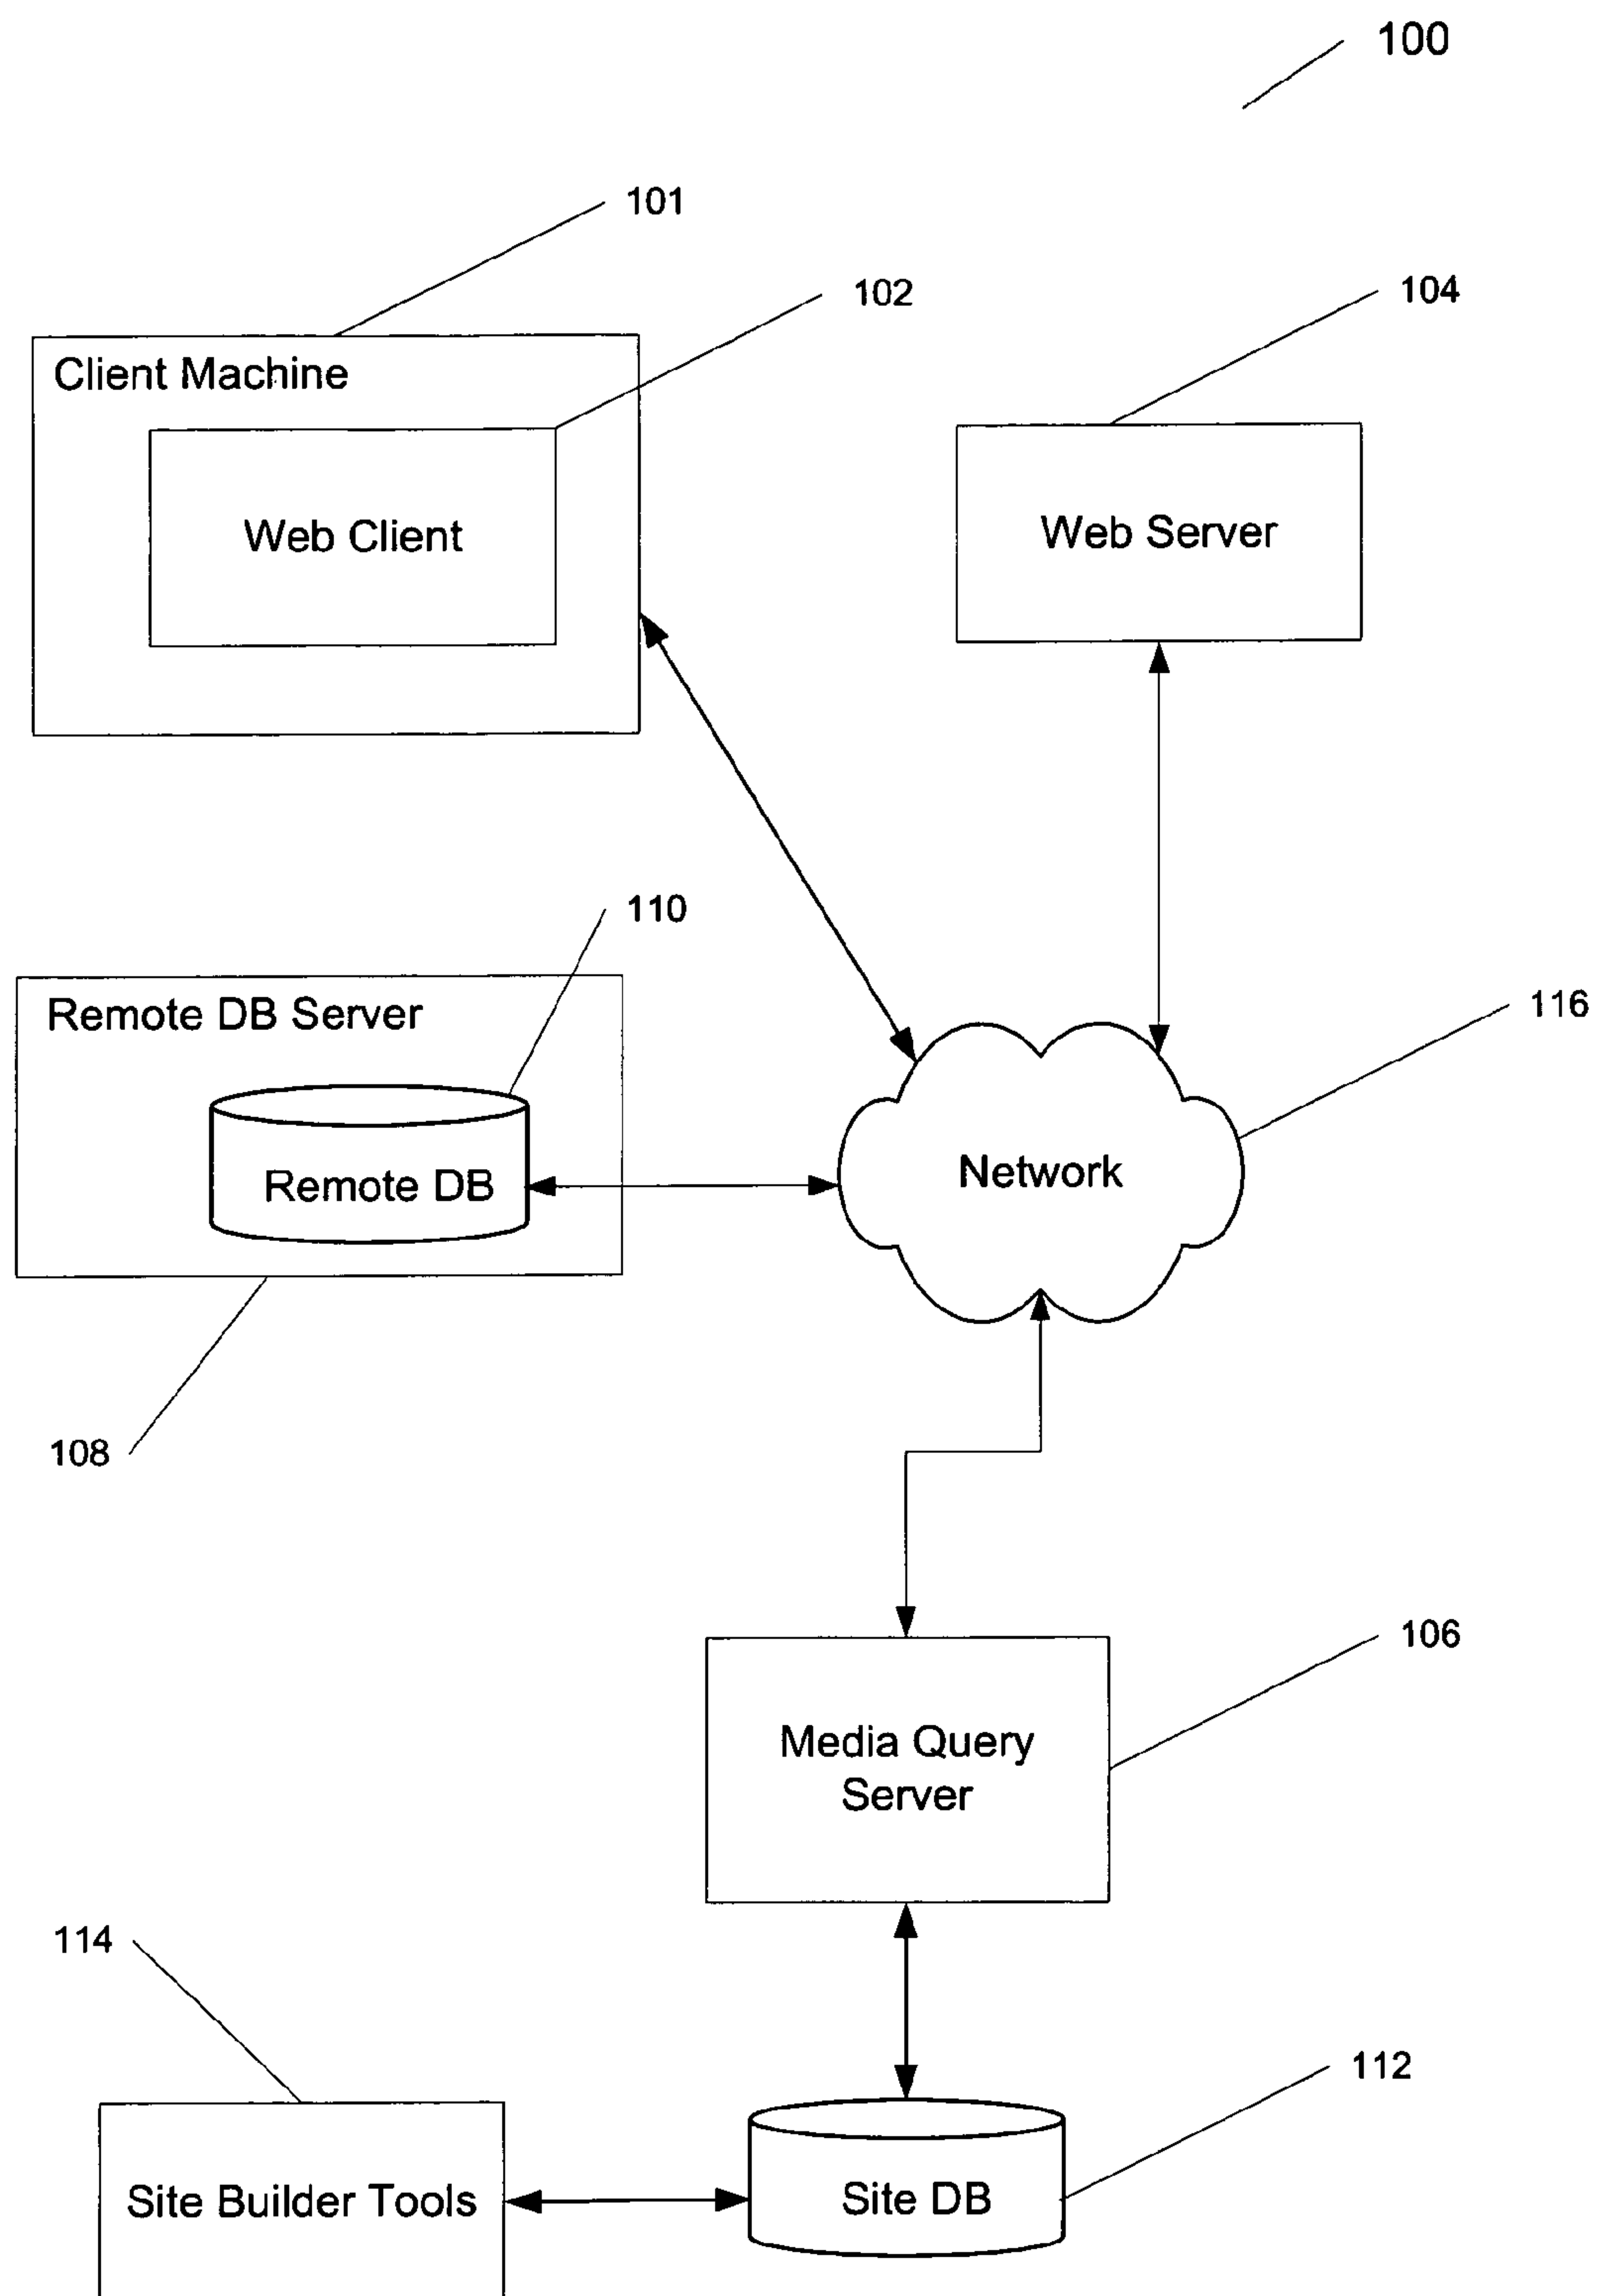 100
101
102
104
Client Machine
Web Client
Web Server
110
Remote DB Server
116
Remote DB
Network
108
106
Media Query
Server
114
112
Site Builder Tools
Site DB